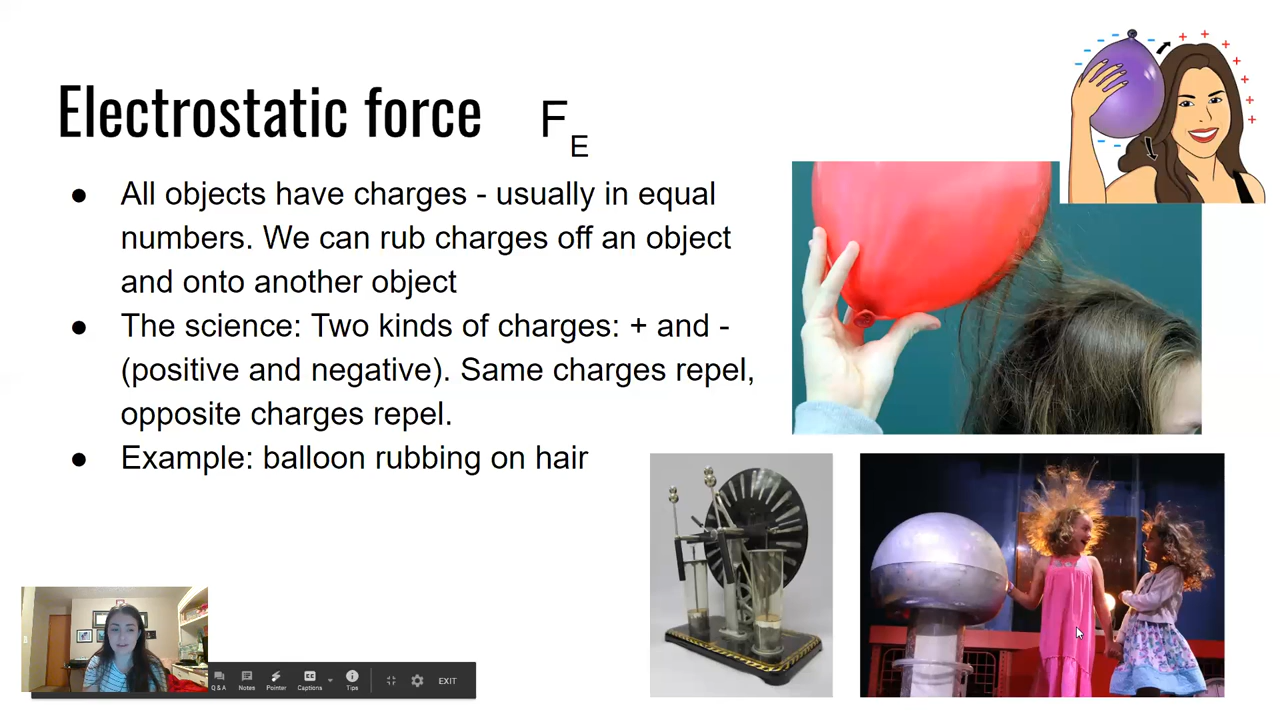 Electrostatic force F
E
● All objects have charges - usually in equal
numbers. We can rub charges off an object
and onto another object
● The science: Two kinds of charges: + and -
(positive and negative). Same charges repel,
opposite charges repel.
● Example: balloon rubbing on hair
Q & A Notes Pointer Captions Tips EXIT